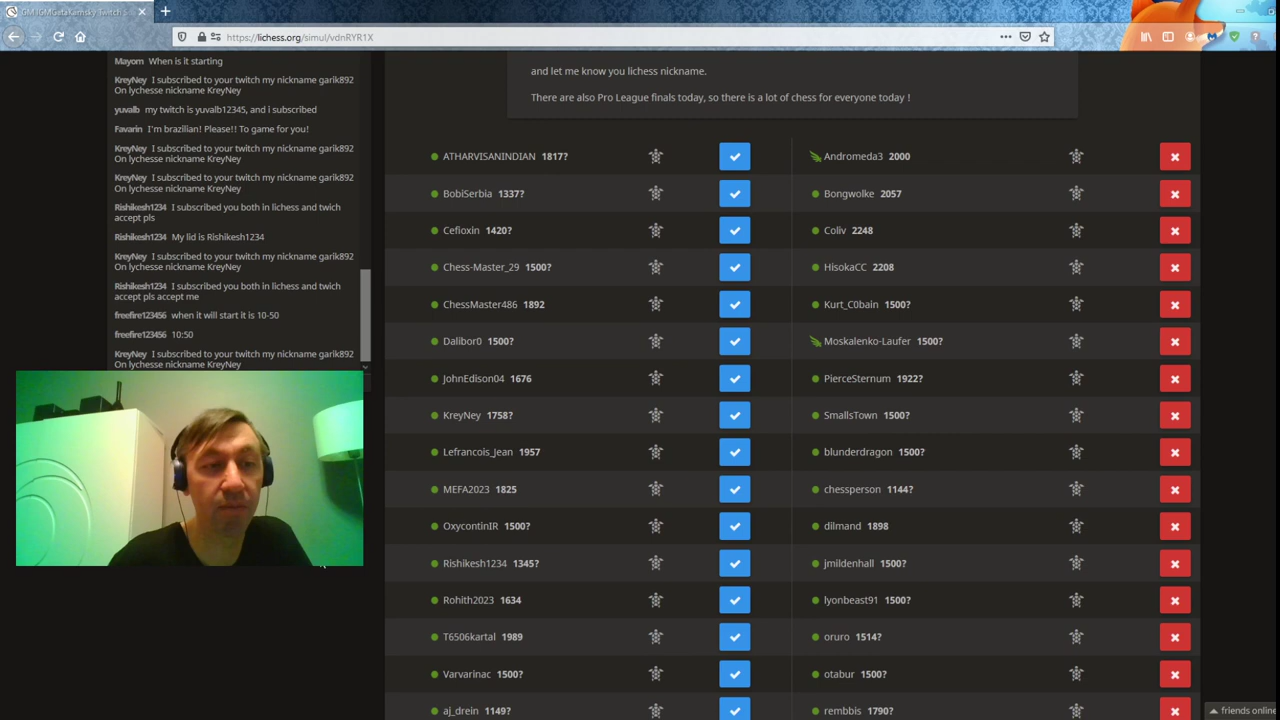 GM IGMGataKamsky Twitch
https://lichess.org/simul/vdnRYR1X
Mayom When is it starting
KreyNey I subscribed to your twitch my nickname garik892
On lychesse nickname KreyNey
yuvalb my twitch is yuvalb12345, and i subscribed
Favarin I'm brazilian! Please!! To game for you!
KreyNey I subscribed to your twitch my nickname garik892
On lychesse nickname KreyNey
KreyNey I subscribed to your twitch my nickname garik892
On lychesse nickname KreyNey
Rishikesh1234 I subscribed you both in lichess and twich
accept pls
Rishikesh1234 My lid is Rishikesh1234
KreyNey I subscribed to your twitch my nickname garik892
On lychesse nickname KreyNey
Rishikesh1234 I subscribed you both in lichess and twich
accept pls accept me
freefire123456 when it will start it is 10-50
freefire123456 10:50
KreyNey I subscribed to your twitch my nickname garik892
On lychesse nickname KreyNey
and let me know you lichess nickname.
There are also Pro League finals today, so there is a lot of chess for everyone today !
ATHARVISANINDIAN 1817?
BobiSerbia 1337?
Cefioxin 1420?
Chess-Master_29 1500?
ChessMaster486 1892
Dalibor0 1500?
JohnEdison04 1676
KreyNey 1758?
Lefrancois_Jean 1957
MEFA2023 1825
OxycontinIR 1500?
Rishikesh1234 1345?
Rohith2023 1634
T6506kartal 1989
Varvarinac 1500?
aj_drein 1149?
Andromeda3 2000
Bongwolke 2057
Coliv 2248
HisokaCC 2208
Kurt_C0bain 1500?
Moskalenko-Laufer 1500?
PierceSternum 1922?
SmallsTown 1500?
blunderdragon 1500?
chessperson 1144?
dilmand 1898
jmildenhall 1500?
lyonbeast91 1500?
oruro 1514?
otabur 1500?
rembbis 1790?
friends online